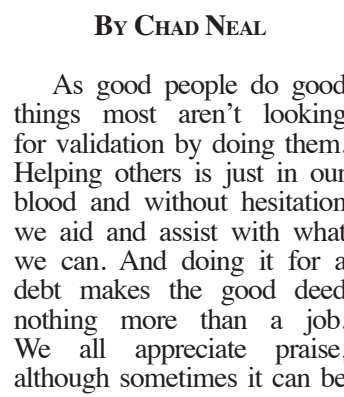 By Chad Neal
As good people do good
things most aren't looking
for validation by doing them.
Helping others is just in our
blood and without hesitation
we aid and assist with what
we can. And doing it for a
debt makes the good deed
nothing more than a job.
We all appreciate praise,
although sometimes it can be